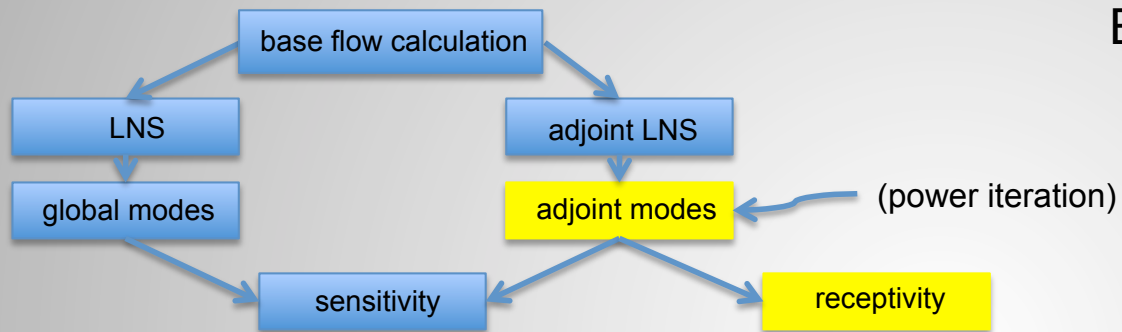 E
base flow calculation
LNS
adjoint LNS
global modes
adjoint modes
(power iteration)
sensitivity
receptivity